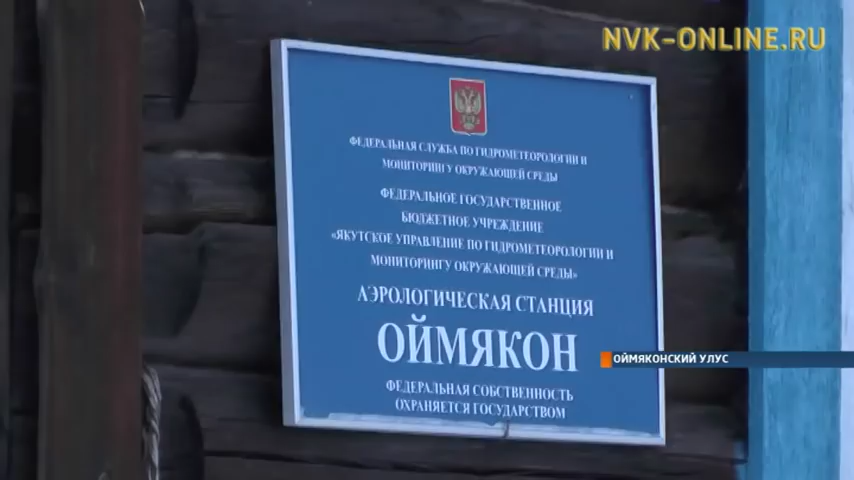 NVK-ONLINE.RU
ФЕДЕРАЛЬНАЯ СЛУЖБА ПО ГИДРОМЕТЕОРОЛОГИИ И
МОНИТОРИНГУ ОКРУЖАЮЩЕЙ СРЕДЫ
ФЕДЕРАЛЬНОЕ ГОСУДАРСТВЕННОЕ
БЮДЖЕТНОЕ УЧРЕЖДЕНИЕ
«ЯКУТСКОЕ УПРАВЛЕНИЕ ПО ГИДРОМЕТЕОРОЛОГИИ И
МОНИТОРИНГУ ОКРУЖАЮЩЕЙ СРЕДЫ»
АЭРОЛОГИЧЕСКАЯ СТАНЦИЯ
ОЙМЯКОН
ФЕДЕРАЛЬНАЯ СОБСТВЕННОСТЬ
ОХРАНЯЕТСЯ ГОСУДАРСТВОМ
ОЙМЯКОНСКИЙ УЛУС